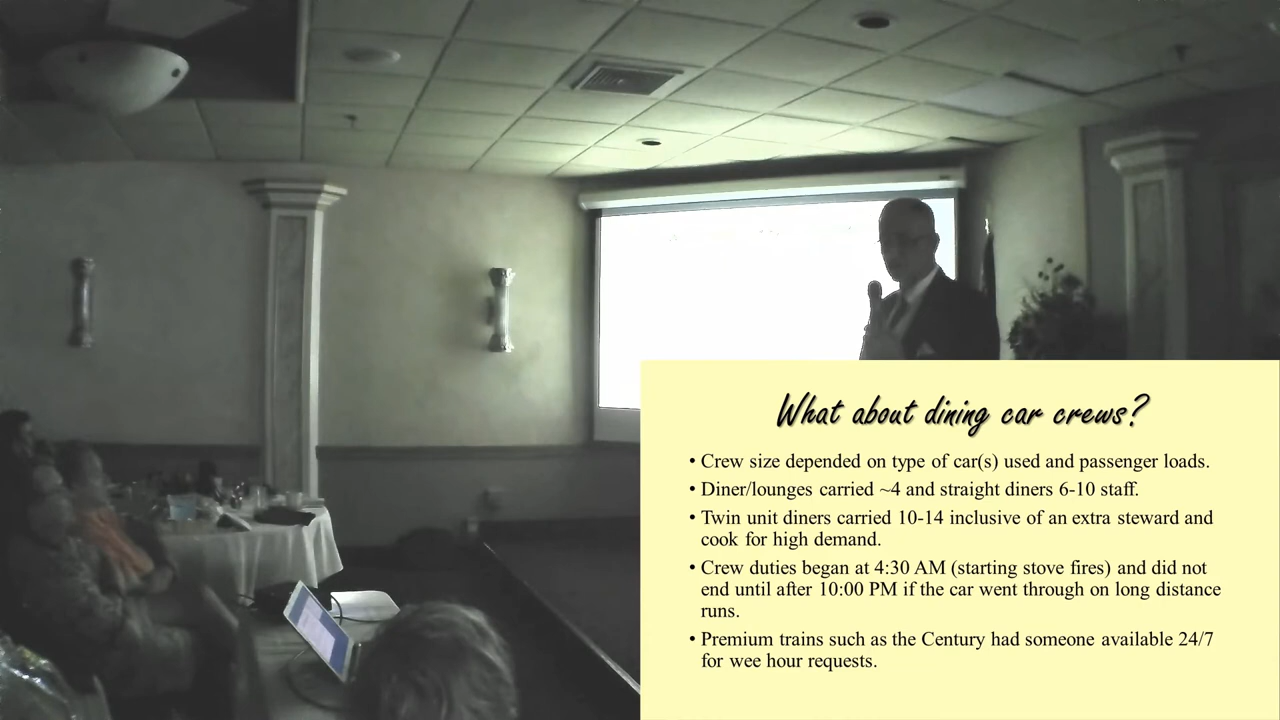 What about dining car crews?
• Crew size depended on type of car(s) used and passenger loads.
• Diner/lounges carried ~4 and straight diners 6-10 staff.
• Twin unit diners carried 10-14 inclusive of an extra steward and
cook for high demand.
• Crew duties began at 4:30 AM (starting stove fires) and did not
end until after 10:00 PM if the car went through on long distance
runs.
• Premium trains such as the Century had someone available 24/7
for wee hour requests.